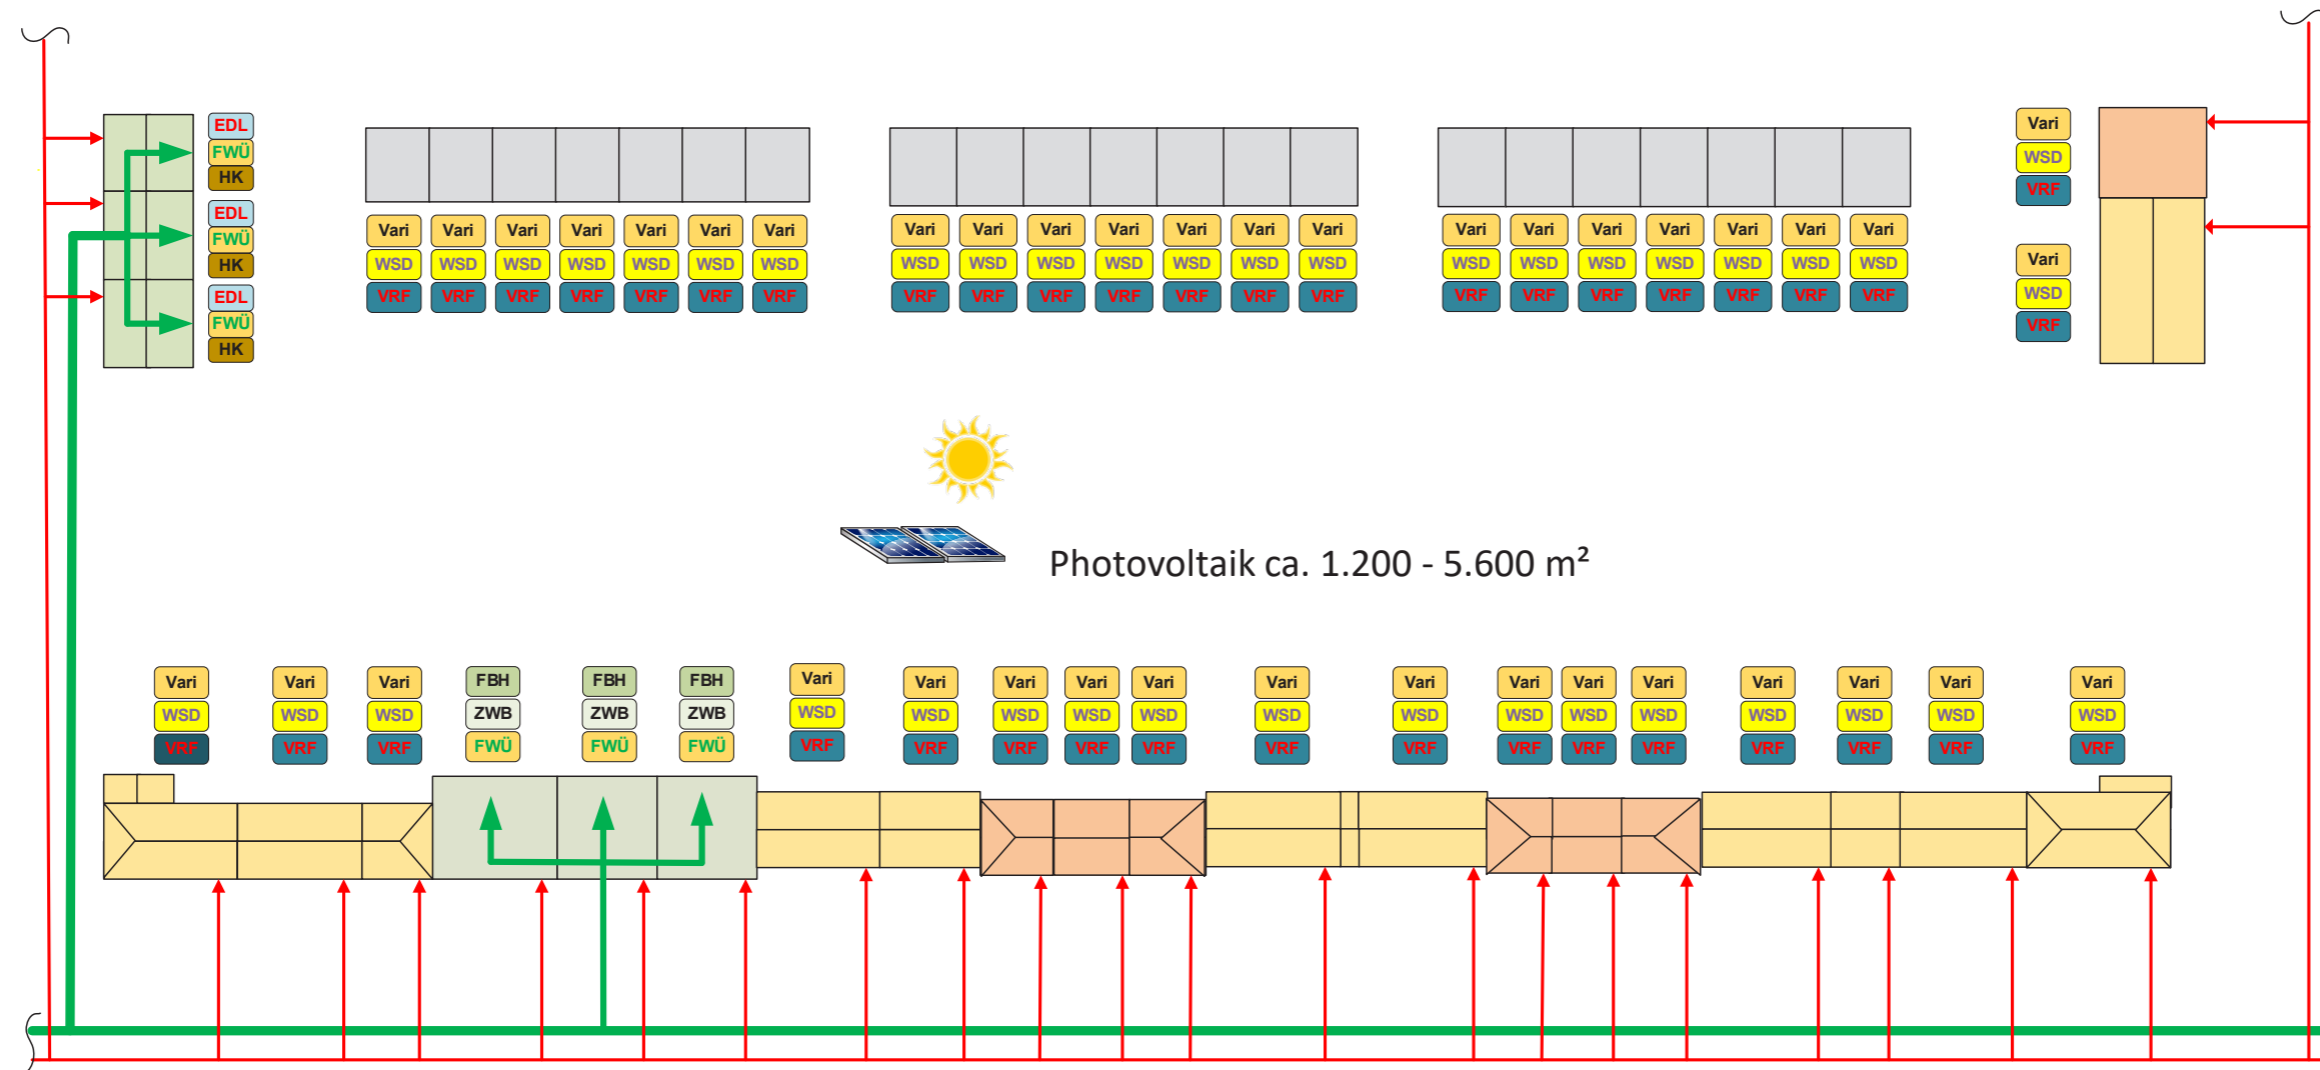 EDL
FWÜ
HK
EDL
FWÜ
HK
EDL
FWÜ
HK
Vari Vari Vari Vari Vari Vari Vari
WSD WSD WSD WSD WSD WSD WSD
VRF VRF VRF VRF VRF VRF VRF
Vari Vari Vari Vari Vari Vari Vari
WSD WSD WSD WSD WSD WSD WSD
VRF VRF VRF VRF VRF VRF VRF
Vari Vari Vari Vari Vari Vari Vari
WSD WSD WSD WSD WSD WSD WSD
VRF VRF VRF VRF VRF VRF VRF
Vari
WSD
VRF
Vari
WSD
VRF
Photovoltaik ca. 1.200 - 5.600 m²
Vari Vari Vari FBH FBH FBH Vari Vari Vari Vari Vari Vari Vari Vari Vari Vari Vari Vari Vari Vari
WSD WSD WSD ZWB ZWB ZWB WSD WSD WSD WSD WSD WSD WSD WSD WSD WSD WSD WSD WSD WSD
VRF VRF VRF FWÜ FWÜ FWÜ VRF VRF VRF VRF VRF VRF VRF VRF VRF VRF VRF VRF VRF VRF